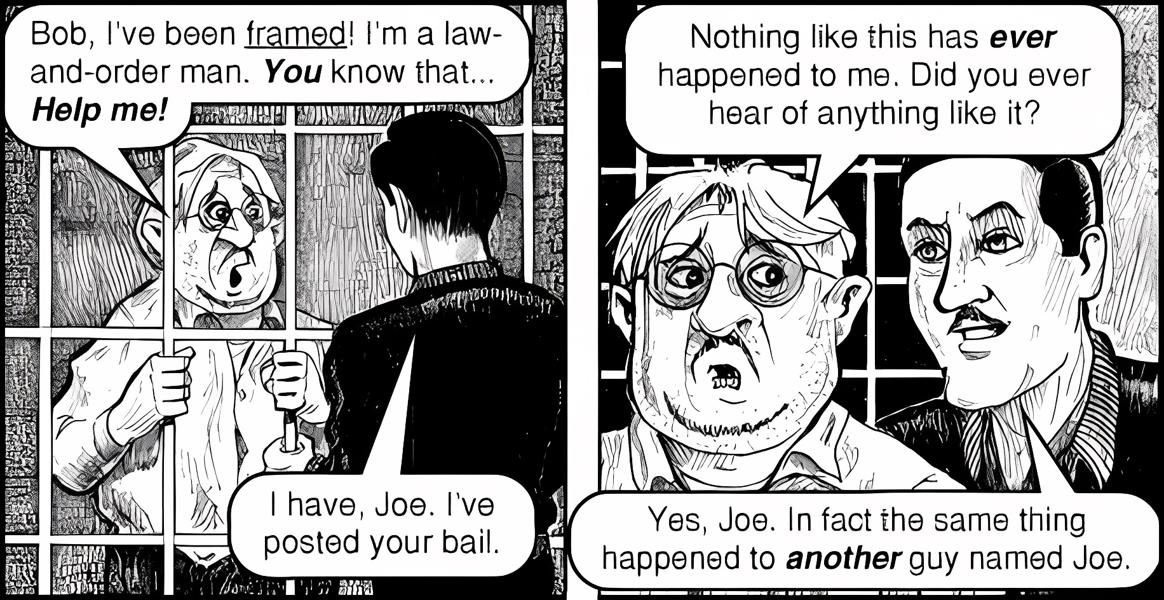 Bob, I've been framed! I'm a law-
and-order man. You know that...
Help me!
I have, Joe. I've
posted your bail.
Nothing like this has ever
happened to me. Did you ever
hear of anything like it?
Yes, Joe. In fact the same thing
happened to another guy named Joe.